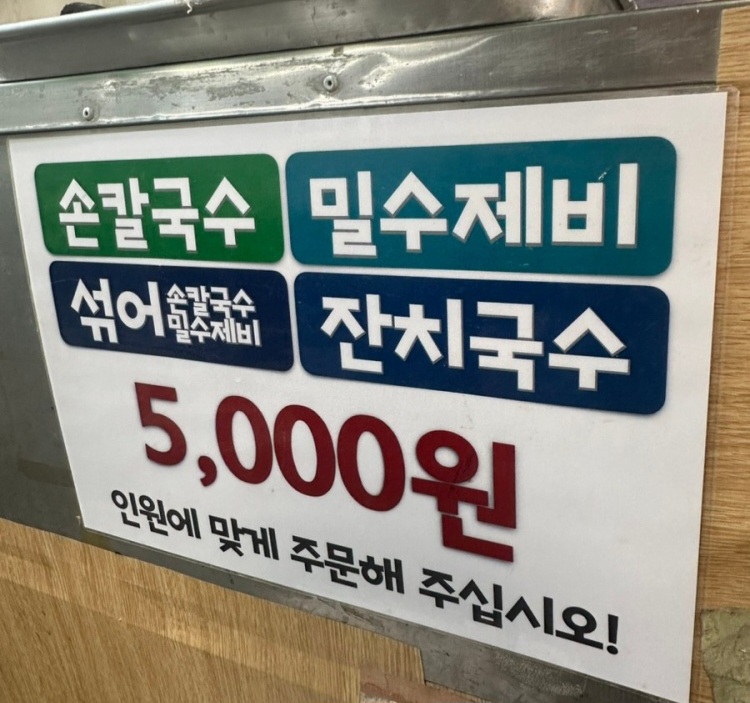 손칼국수 밀수제비
섞어 손칼국수 밀수제비 잔치국수
5,000원
인원에 맞게 주문해 주십시오!